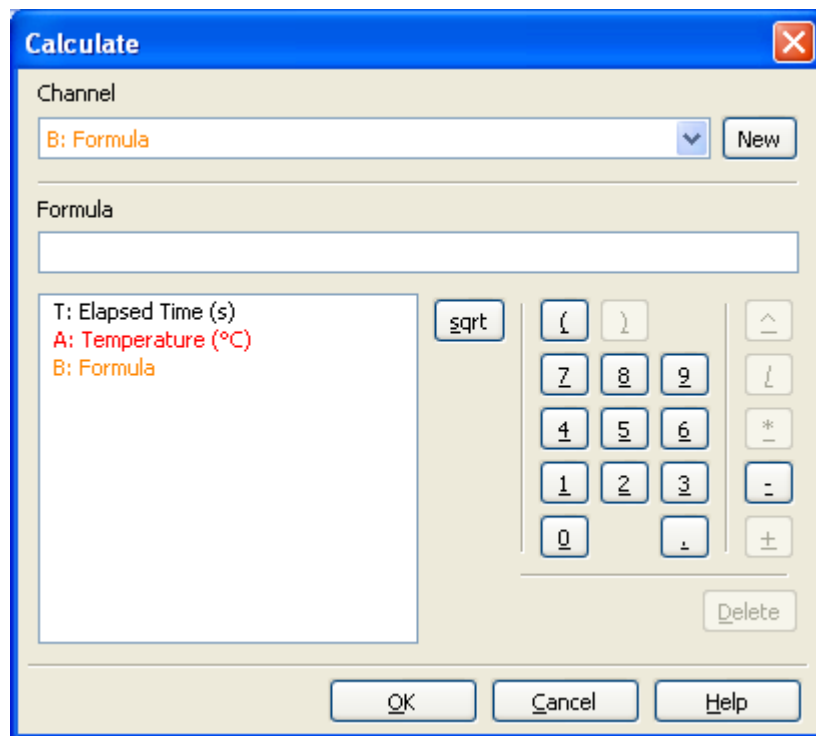 Calculate
Channel
B: Formula New
Formula
T: Elapsed Time (s)
A: Temperature (°C)
B: Formula
sqrt ( ) ^
7 8 9 /
4 5 6 *
1 2 3 -
0 . +
Delete
OK Cancel Help